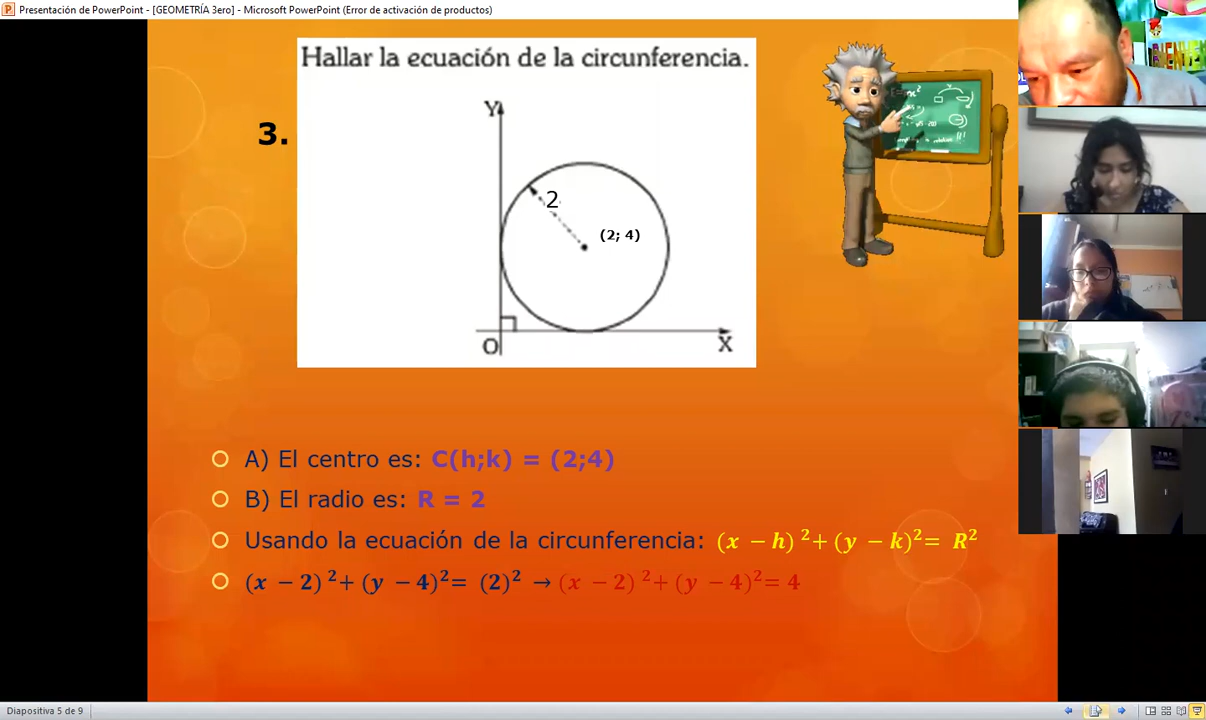 Presentación de PowerPoint - [GEOMETRÍA 3ero] - Microsoft PowerPoint (Error de activación de productos)
Hallar la ecuación de la circunferencia.
3.
Y
2
(2; 4)
O
X
A) El centro es: C(h;k) = (2;4)
B) El radio es: R = 2
Usando la ecuación de la circunferencia: (x − h)²+ (y − k)²= R²
(x − 2)²+ (y − 4)²= (2)² → (x − 2)²+ (y − 4)²= 4
Diapositiva 5 de 9